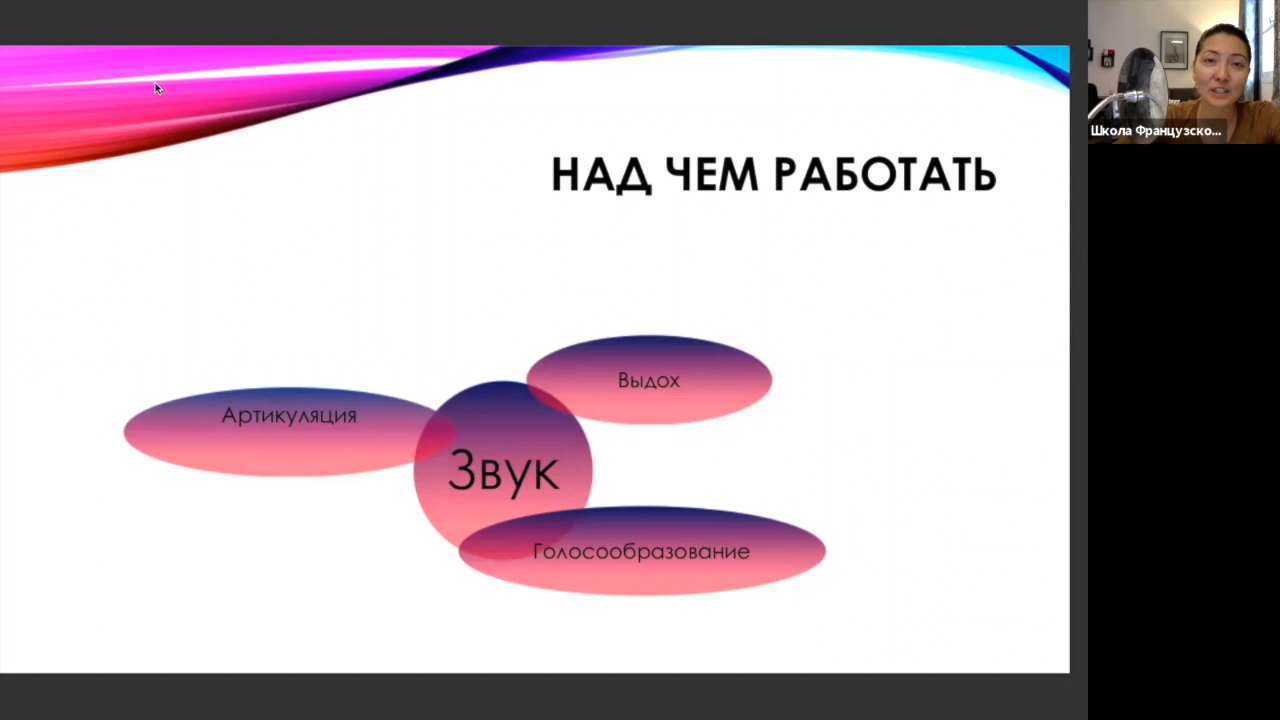 НАД ЧЕМ РАБОТАТЬ
Выдох
Артикуляция
Звук
Голосообразование
Школа Французско...